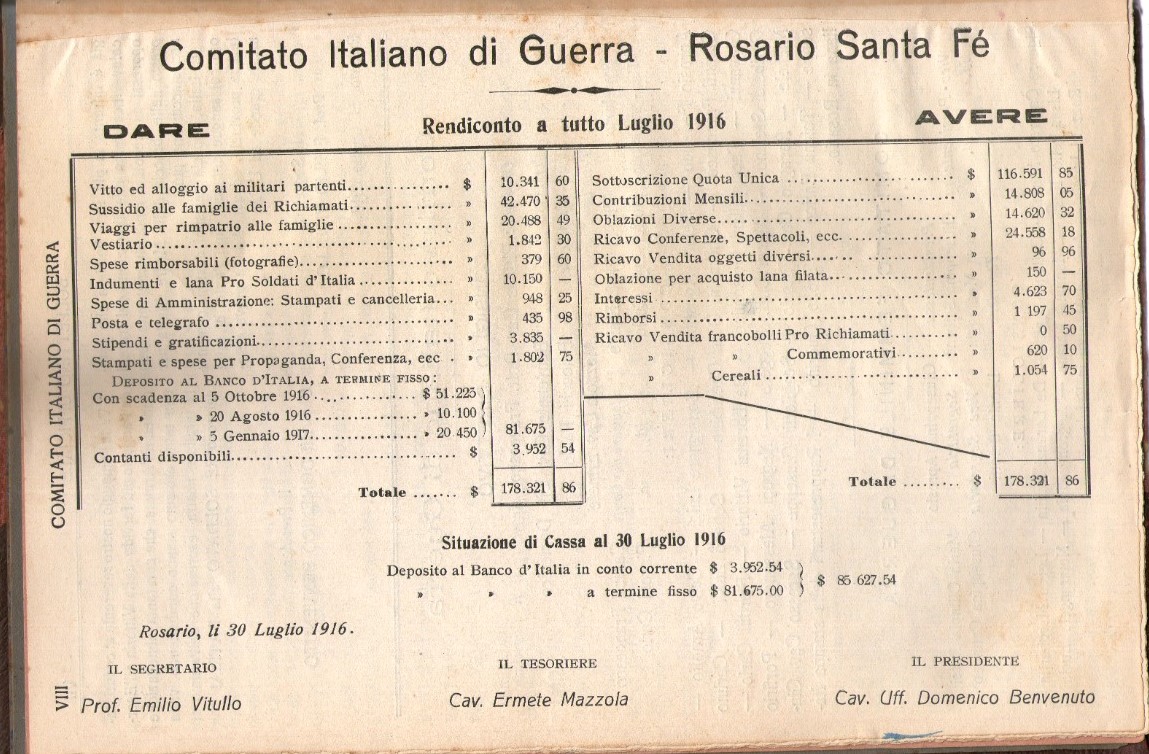 Comitato Italiano di Guerra - Rosario Santa Fé
DARE
Rendiconto a tutto Luglio 1916
AVERE
Vitto ed alloggio ai militari partenti................ $ 10.341 60
Sussidio alle famiglie dei Richiamati................ » 42.470 35
Viaggi per rimpatrio alle famiglie ................ » 20.488 49
Vestiario................ » 1.842 30
Spese rimborsabili (fotografie)................ » 379 60
Indumenti e lana Pro Soldati d'Italia ................ » 10.150 —
Spese di Amministrazione: Stampati e cancelleria... » 948 25
Posta e telegrafo ................ » 435 98
Stipendi e gratificazioni................ » 3.835 —
Stampati e spese per Propaganda, Conferenza, ecc . » 1.802 75
DEPOSITO AL BANCO D'ITALIA, A TERMINE FISSO:
Con scadenza al 5 Ottobre 1916................ $ 51.225
» » 20 Agosto 1916................ » 10.100
» » 5 Gennaio 1917................ » 20 450 81.675 —
Contanti disponibili................ $ 3.952 54
Totale ....... $ 178.321 86
Sottoscrizione Quota Unica ................ $ 116.591 85
Contribuzioni Mensili................ » 14.808 05
Oblazioni Diverse................ » 14.620 32
Ricavo Conferenze, Spettacoli, ecc. ................ » 24.558 18
Ricavo Vendita oggetti diversi................ » 96 96
Oblazione per acquisto lana filata................ » 150 —
Interessi ................ » 4.623 70
Rimborsi................ » 1 197 45
Ricavo Vendita francobolli Pro Richiamati................ » 0 50
» » Commemorativi.......... » 620 10
» Cereali ................ » 1.054 75
Totale ......... $ 178.321 86
Situazione di Cassa al 30 Luglio 1916
Deposito al Banco d'Italia in conto corrente $ 3.952.54
» » » a termine fisso $ 81.675.00
$ 85 627.54
Rosario, li 30 Luglio 1916.
IL SEGRETARIO
Prof. Emilio Vitullo
IL TESORIERE
Cav. Ermete Mazzola
IL PRESIDENTE
Cav. Uff. Domenico Benvenuto
COMITATO ITALIANO DI GUERRA
VIII